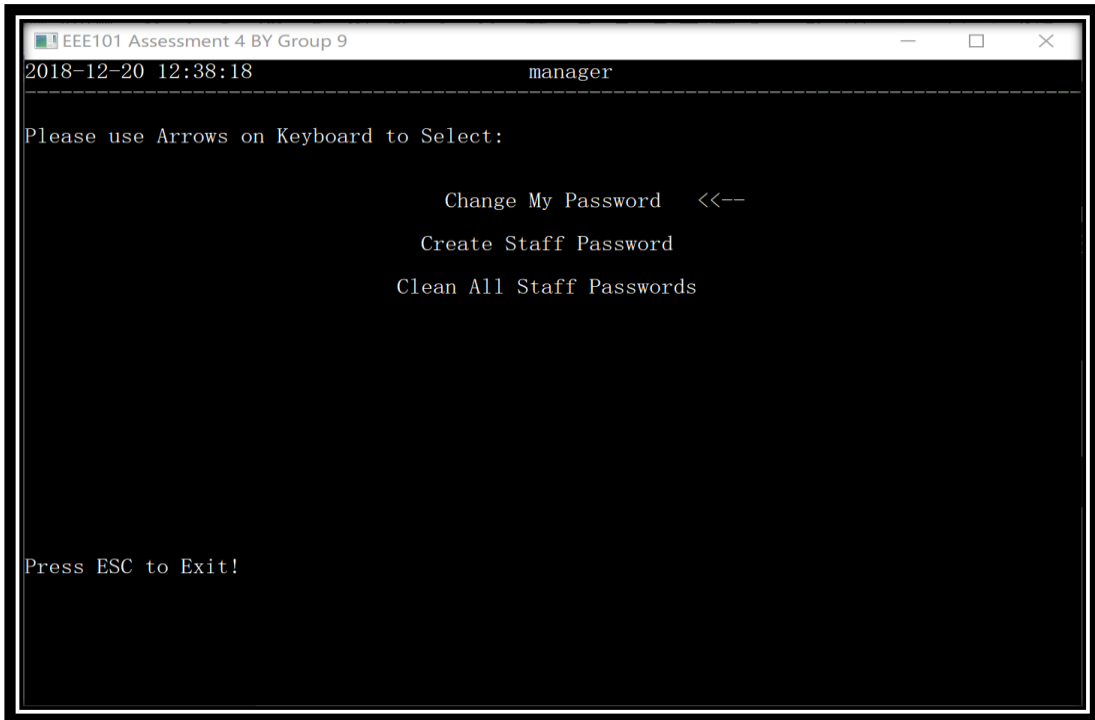 EEE101 Assessment 4 BY Group 9
2018-12-20 12:38:18 manager
--------------------------------------------------------------------------------
Please use Arrows on Keyboard to Select:
Change My Password <<--
Create Staff Password
Clean All Staff Passwords
Press ESC to Exit!